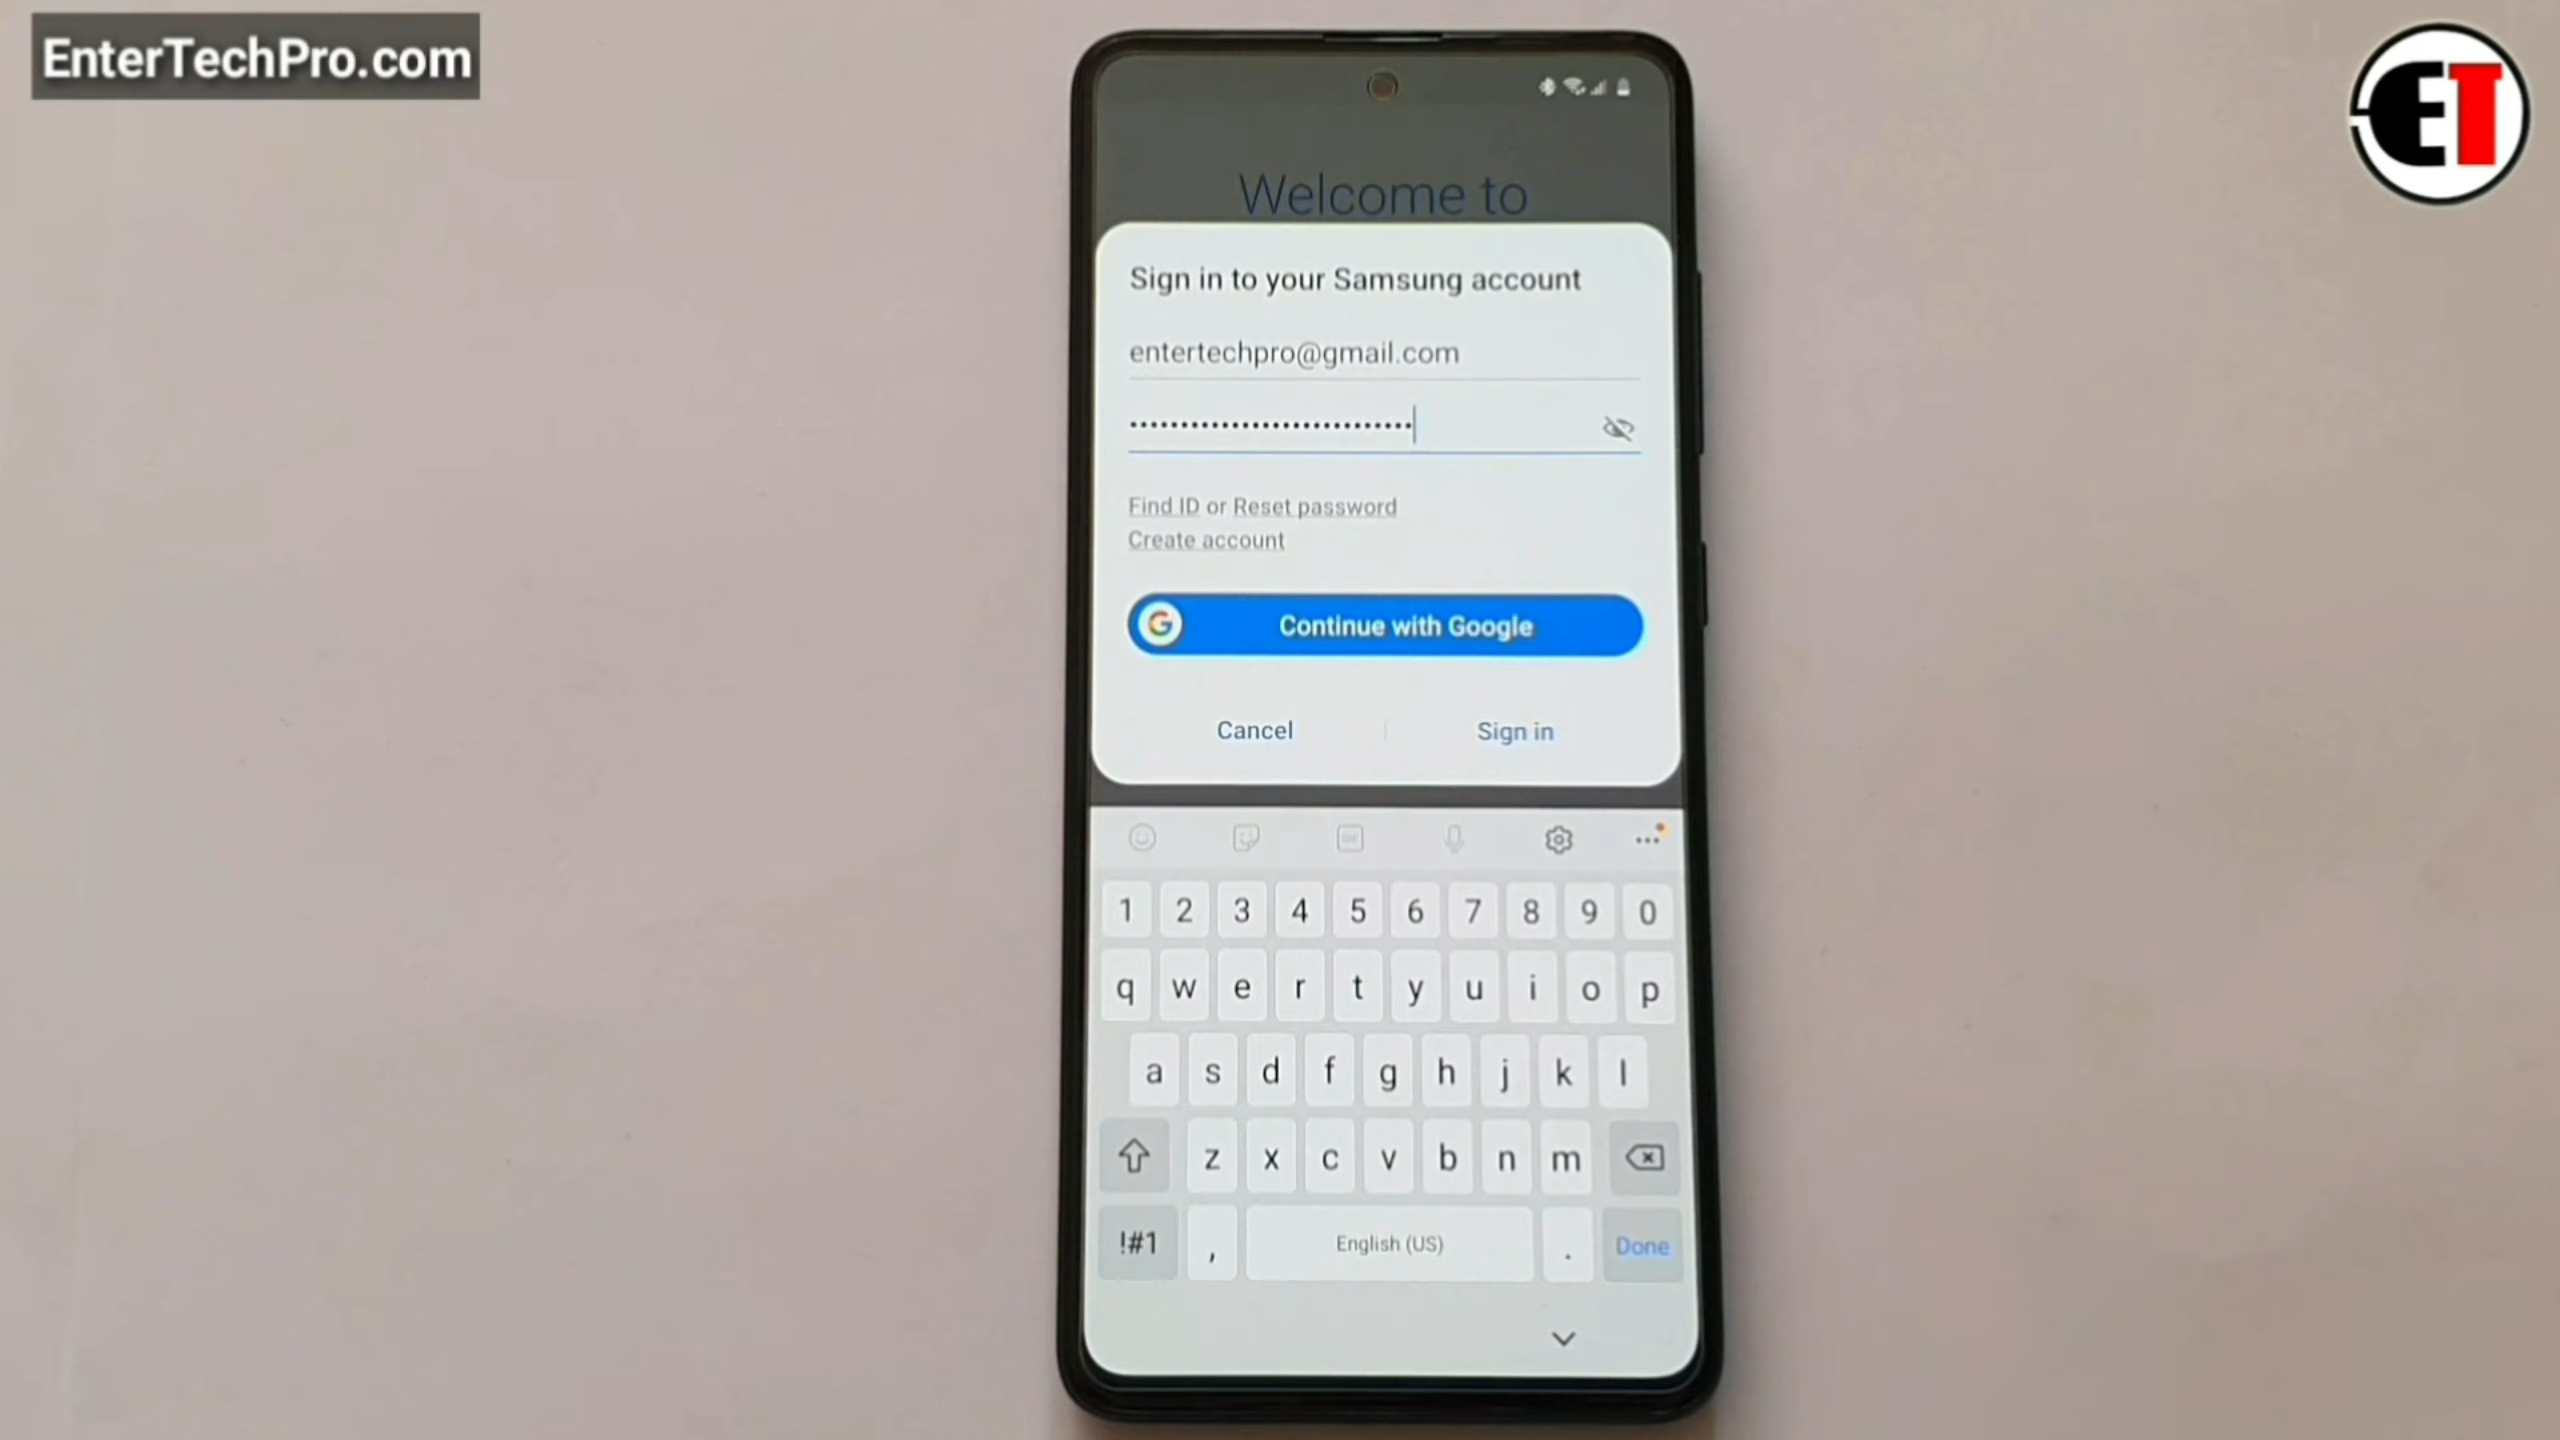 EnterTechPro.com
ET
Welcome to
Sign in to your Samsung account
entertechpro@gmail.com
Find ID or Reset password
Create account
G Continue with Google
Cancel Sign in
GIF
1 2 3 4 5 6 7 8 9 0
q w e r t y u i o p
a s d f g h j k l
z x c v b n m
!#1 , English (US) . Done